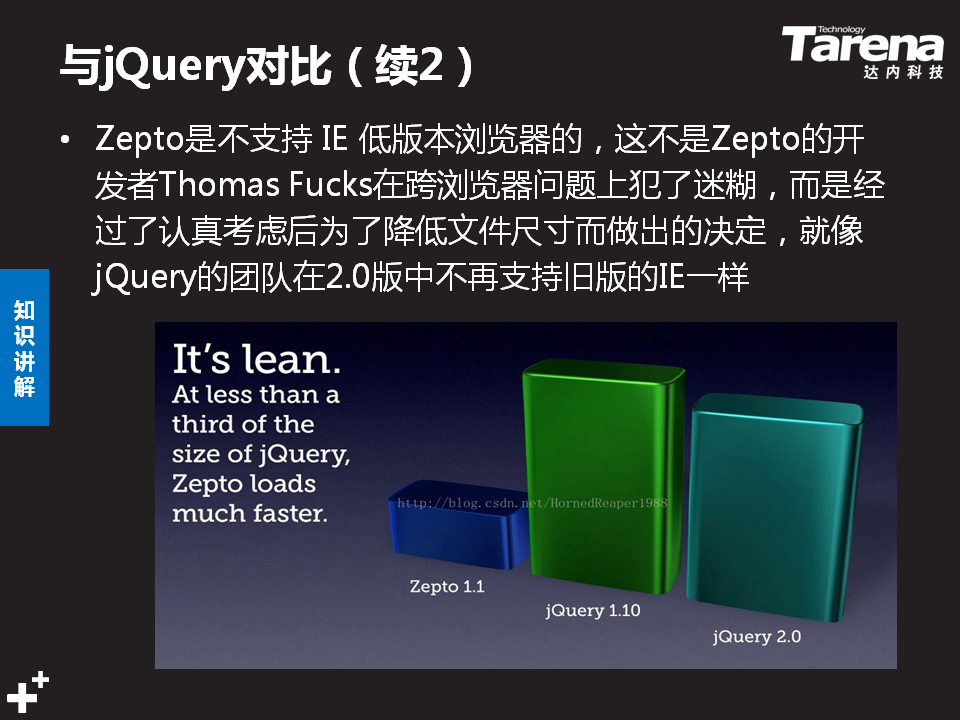 与jQuery对比（续2）
Technology
Tarena
达内科技
• Zepto是不支持 IE 低版本浏览器的，这不是Zepto的开
发者Thomas Fucks在跨浏览器问题上犯了迷糊，而是经
过了认真考虑后为了降低文件尺寸而做出的决定，就像
jQuery的团队在2.0版中不再支持旧版的IE一样
知
识
讲
解
It's lean.
At less than a
third of the
size of jQuery,
Zepto loads
much faster.
http://blog.csdn.net/HornedReaper1988
Zepto 1.1
jQuery 1.10
jQuery 2.0